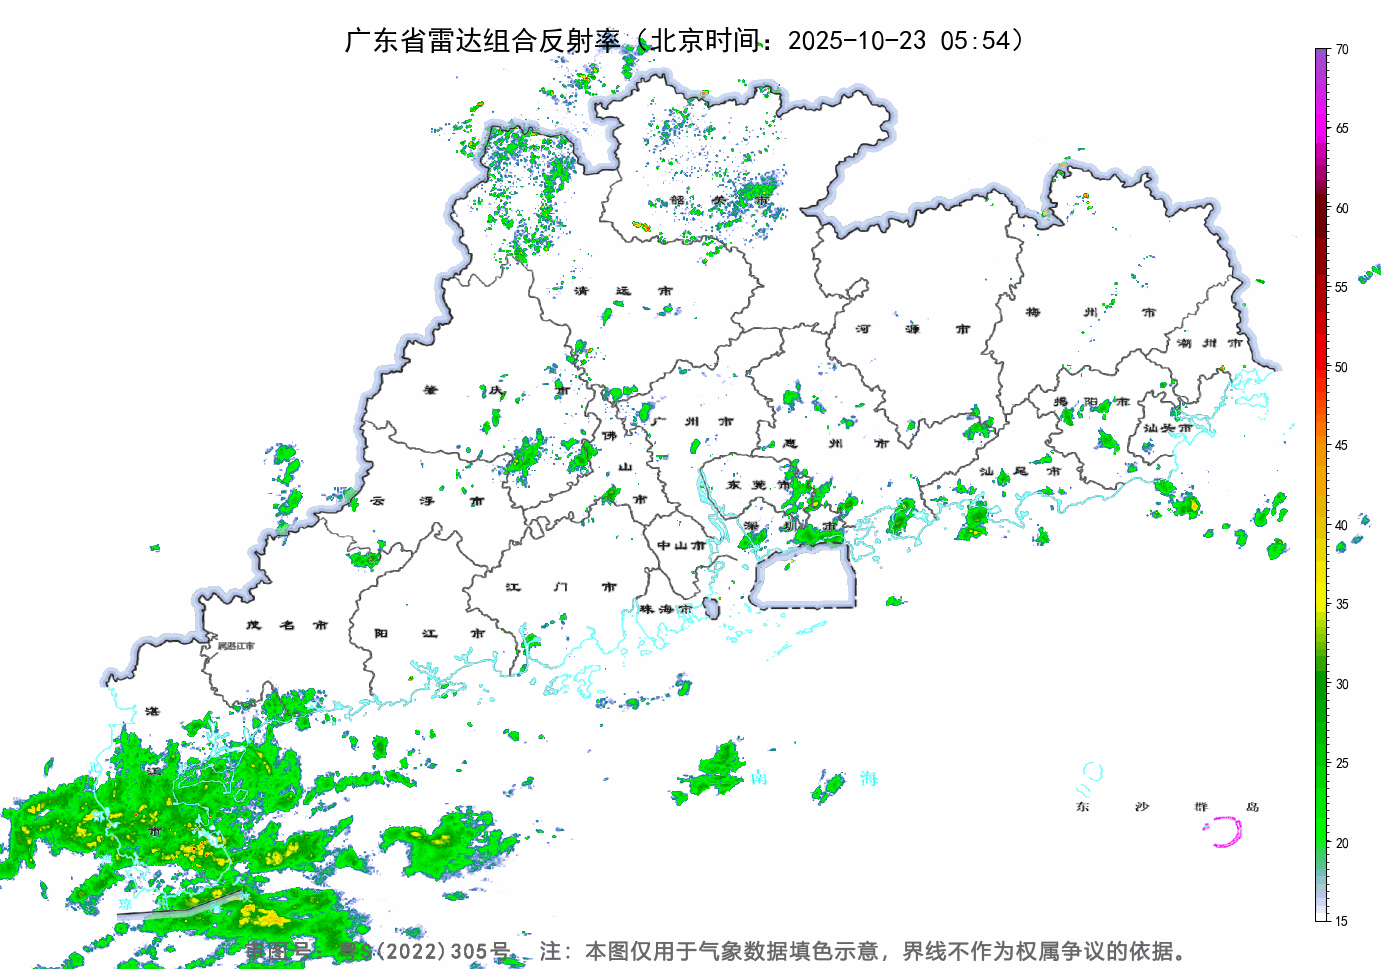 广东省雷达组合反射率（北京时间：2025-10-23 05:54）
70
65
60
55
50
45
40
35
30
25
20
15
韶关市
清远市
河源市
梅州市
潮州市
肇庆市
揭阳市
汕头市
广州市
佛山市
惠州市
汕尾市
云浮市
东莞市
深圳市
中山市
江门市
珠海市
茂名市
阳江市
属湛江市
湛江市
南海
东沙群岛
琼
(2022)305号 注：本图仅用于气象数据填色示意，界线不作为权属争议的依据。